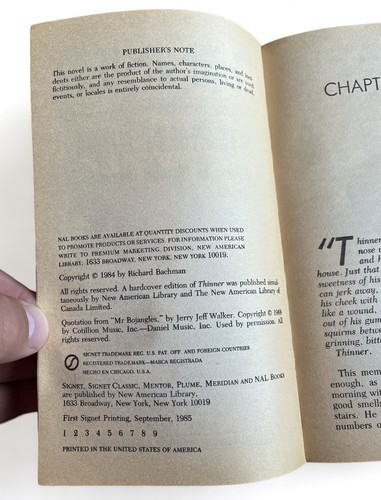 PUBLISHER'S NOTE
This novel is a work of fiction. Names, characters, places, and inci-
dents either are the product of the author's imagination or are used
fictitiously, and any resemblance to actual persons, living or dead,
events, or locales is entirely coincidental.
NAL BOOKS ARE AVAILABLE AT QUANTITY DISCOUNTS WHEN USED
TO PROMOTE PRODUCTS OR SERVICES. FOR INFORMATION PLEASE
WRITE TO PREMIUM MARKETING DIVISION, NEW AMERICAN
LIBRARY, 1633 BROADWAY, NEW YORK, NEW YORK 10019.
Copyright © 1984 by Richard Bachman
All rights reserved. A hardcover edition of Thinner was published simul-
taneously by New American Library and The New American Library of
Canada Limited.
Quotation from "Mr Bojangles," by Jerry Jeff Walker. Copyright © 1968
by Cotillion Music, Inc.—Daniel Music, Inc. Used by permission. All
rights reserved.
SIGNET TRADEMARK REG. U.S. PAT. OFF. AND FOREIGN COUNTRIES
REGISTERED TRADEMARK—MARCA REGISTRADA
HECHO EN CHICAGO, U.S.A.
SIGNET, SIGNET CLASSIC, MENTOR, PLUME, MERIDIAN AND NAL BOOKS
are published by New American Library,
1633 Broadway, New York, New York 10019
First Signet Printing, September, 1985
1 2 3 4 5 6 7 8 9
PRINTED IN THE UNITED STATES OF AMERICA
CHAPT
"Thinner
nose w
and h
house. Just that
sweetness of his
can jerk away,
his cheek with
like a wound,
out of his gum
squirms between
grinning, bitte
Thinner.
This mem
enough, as
morning with
good smells
stairs. He
numbers o